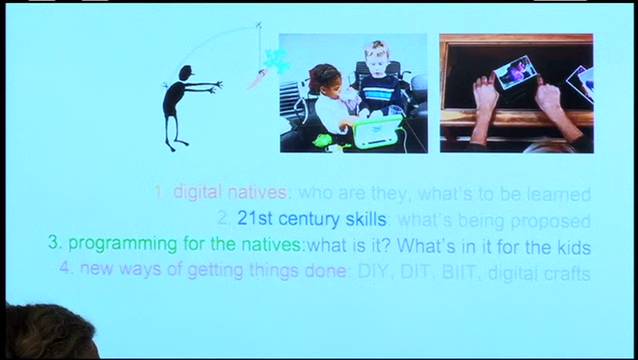 1. digital natives: who are they, what's to be learned
2. 21st century skills: what's being proposed
3. programming for the natives:what is it? What's in it for the kids
4. new ways of getting things done: DIY, DIT, BIIT, digital crafts